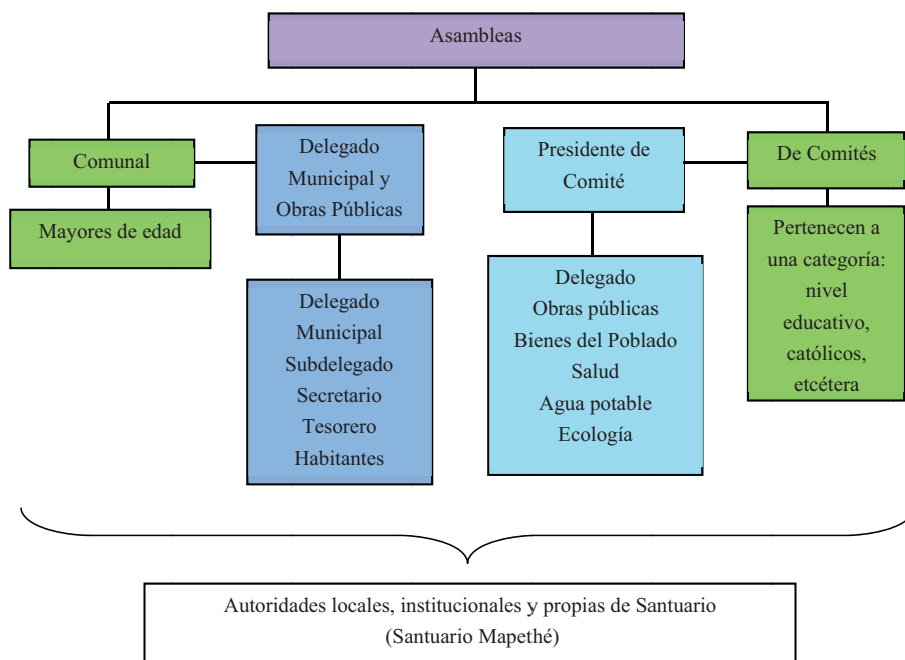 Asambleas
Comunal
Mayores de edad
Delegado
Municipal y
Obras Públicas
Delegado
Municipal
Subdelegado
Secretario
Tesorero
Habitantes
Presidente de
Comité
Delegado
Obras públicas
Bienes del Poblado
Salud
Agua potable
Ecología
De Comités
Pertenecen a
una categoría:
nivel
educativo,
católicos,
etcétera
Autoridades locales, institucionales y propias de Santuario
(Santuario Mapethé)